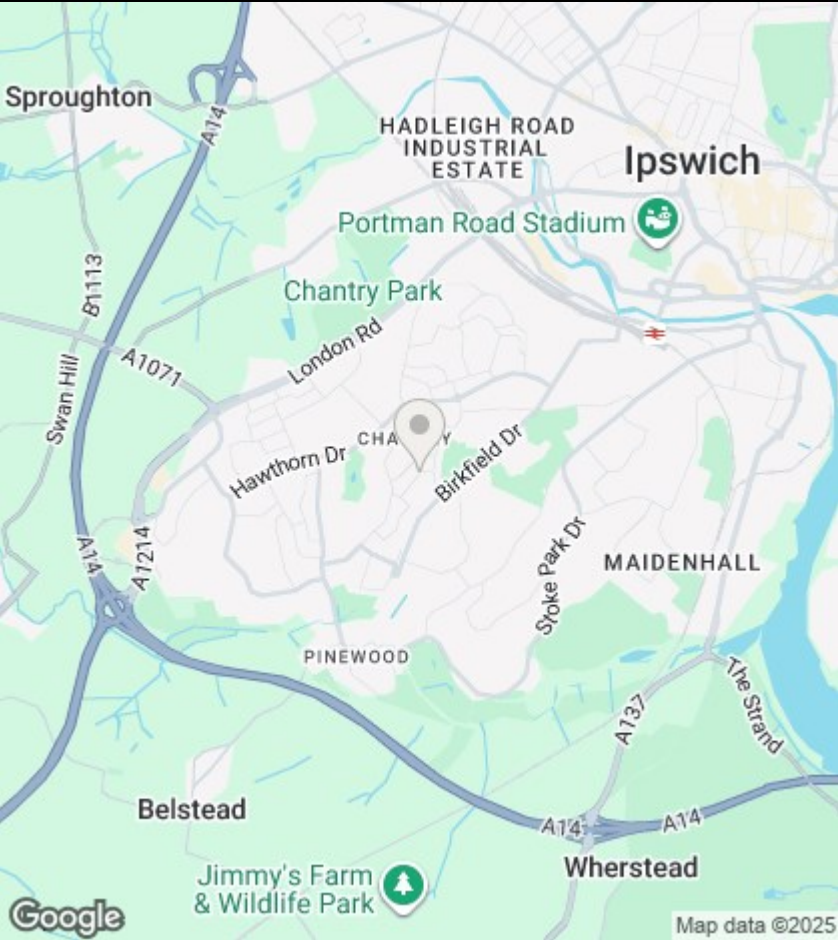 Sproughton
A14
HADLEIGH ROAD
INDUSTRIAL
ESTATE
Ipswich
Portman Road Stadium
B1113
Chantry Park
London Rd
A1071
Swan Hill
Hawthorn Dr
Birkfield Dr
A14
A1214
Stoke Park Dr
MAIDENHALL
PINEWOOD
The Strand
A137
Belstead
A14
A14
Wherstead
Jimmy's Farm
& Wildlife Park
Google
Map data ©2025